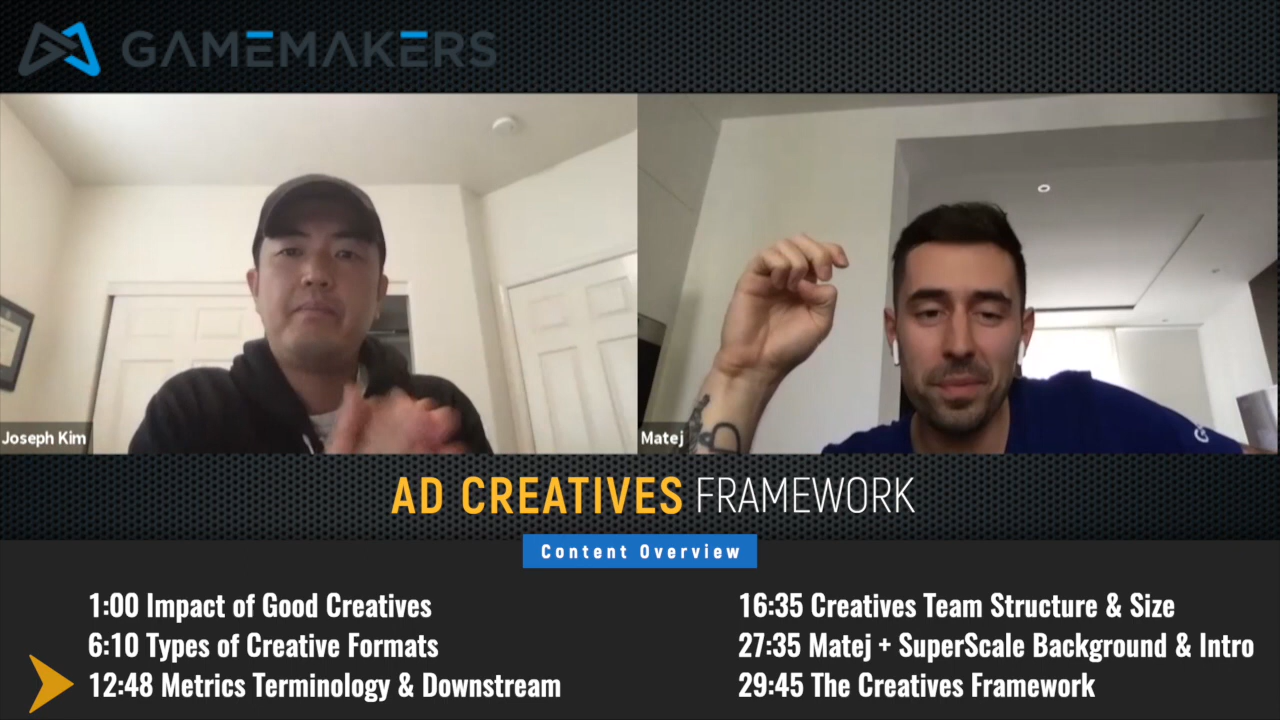 GAMEMAKERS
Joseph Kim
Matej
AD CREATIVES FRAMEWORK
Content Overview
1:00 Impact of Good Creatives
6:10 Types of Creative Formats
12:48 Metrics Terminology & Downstream
16:35 Creatives Team Structure & Size
27:35 Matej + SuperScale Background & Intro
29:45 The Creatives Framework